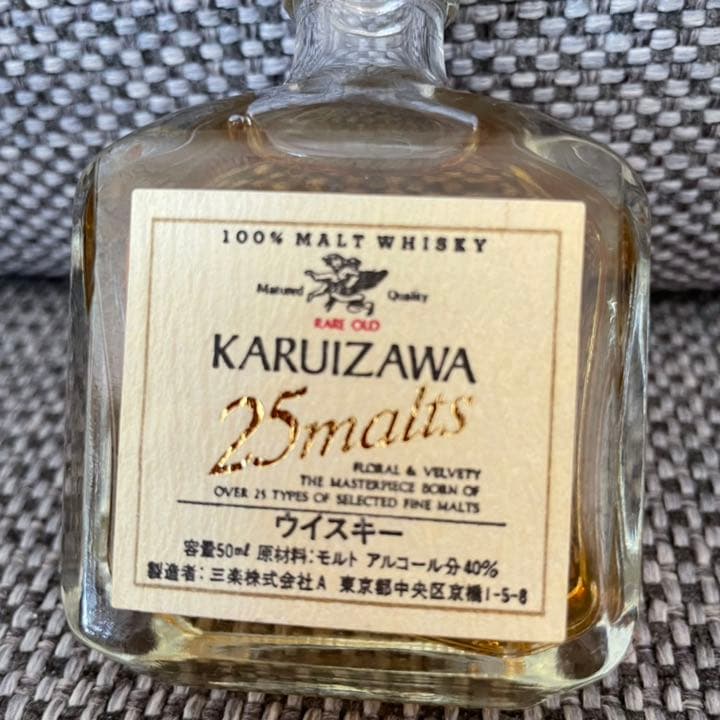 100% MALT WHISKY
Matured Quality
RARE OLD
KARUIZAWA
25malts
FLORAL & VELVETY
THE MASTERPIECE BORN OF
OVER 25 TYPES OF SELECTED FINE MALTS
ウイスキー
容量50mℓ 原材料:モルト アルコール分40%
製造者:三楽株式会社A 東京都中央区京橋1-5-8